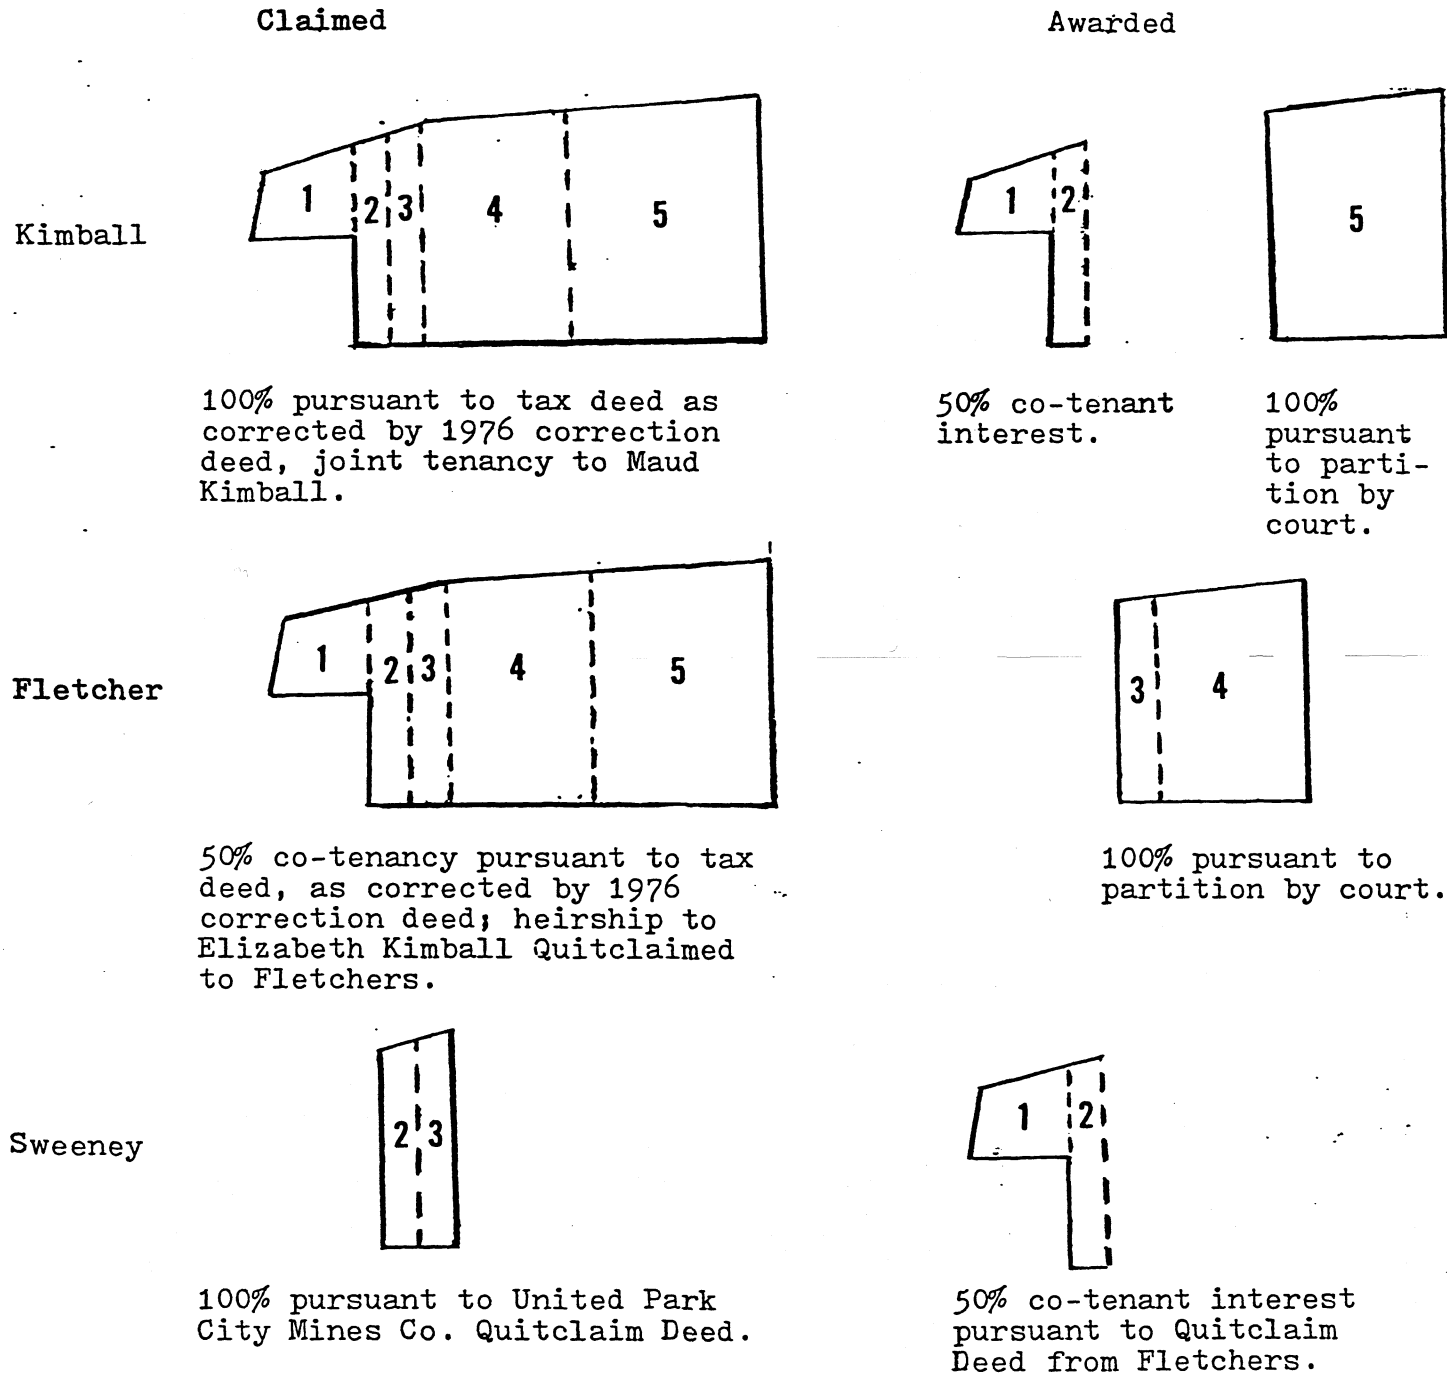 Claimed
Awarded
Kimball
1 2 3 4 5
1 2
5
100% pursuant to tax deed as
corrected by 1976 correction
deed, joint tenancy to Maud
Kimball.
50% co-tenant
interest.
100%
pursuant
to parti-
tion by
court.
Fletcher
1 2 3 4 5
3 4
50% co-tenancy pursuant to tax
deed, as corrected by 1976
correction deed; heirship to
Elizabeth Kimball Quitclaimed
to Fletchers.
100% pursuant to
partition by court.
Sweeney
2 3
1 2
100% pursuant to United Park
City Mines Co. Quitclaim Deed.
50% co-tenant interest
pursuant to Quitclaim
Deed from Fletchers.